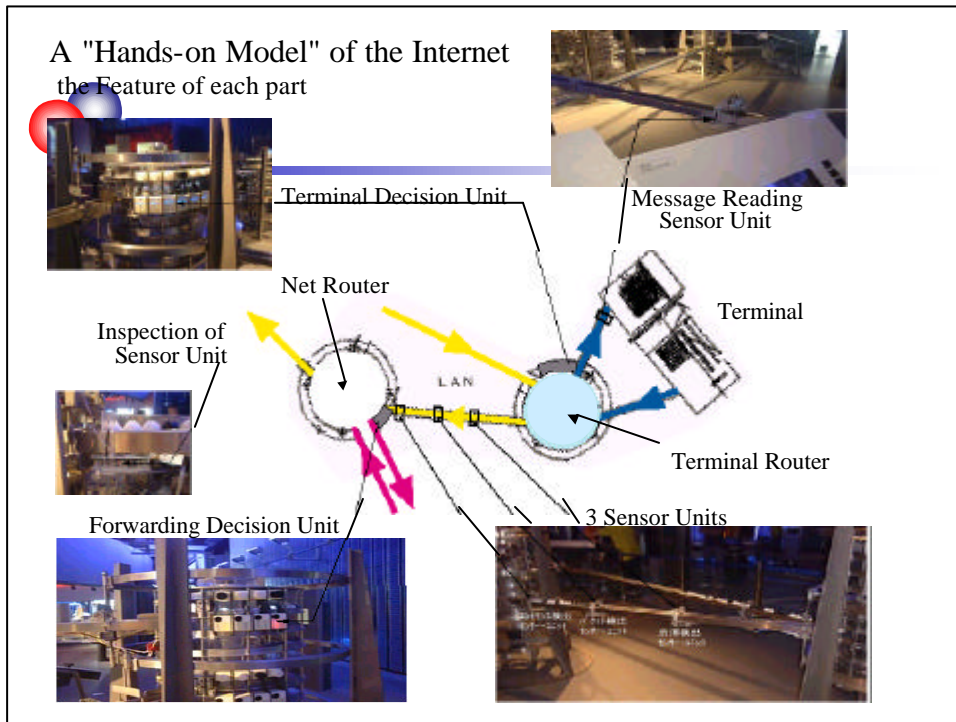 A "Hands-on Model" of the Internet
the Feature of each part
Terminal Decision Unit
Message Reading
Sensor Unit
Net Router
Terminal
Inspection of
Sensor Unit
LAN
Terminal Router
Forwarding Decision Unit
3 Sensor Units